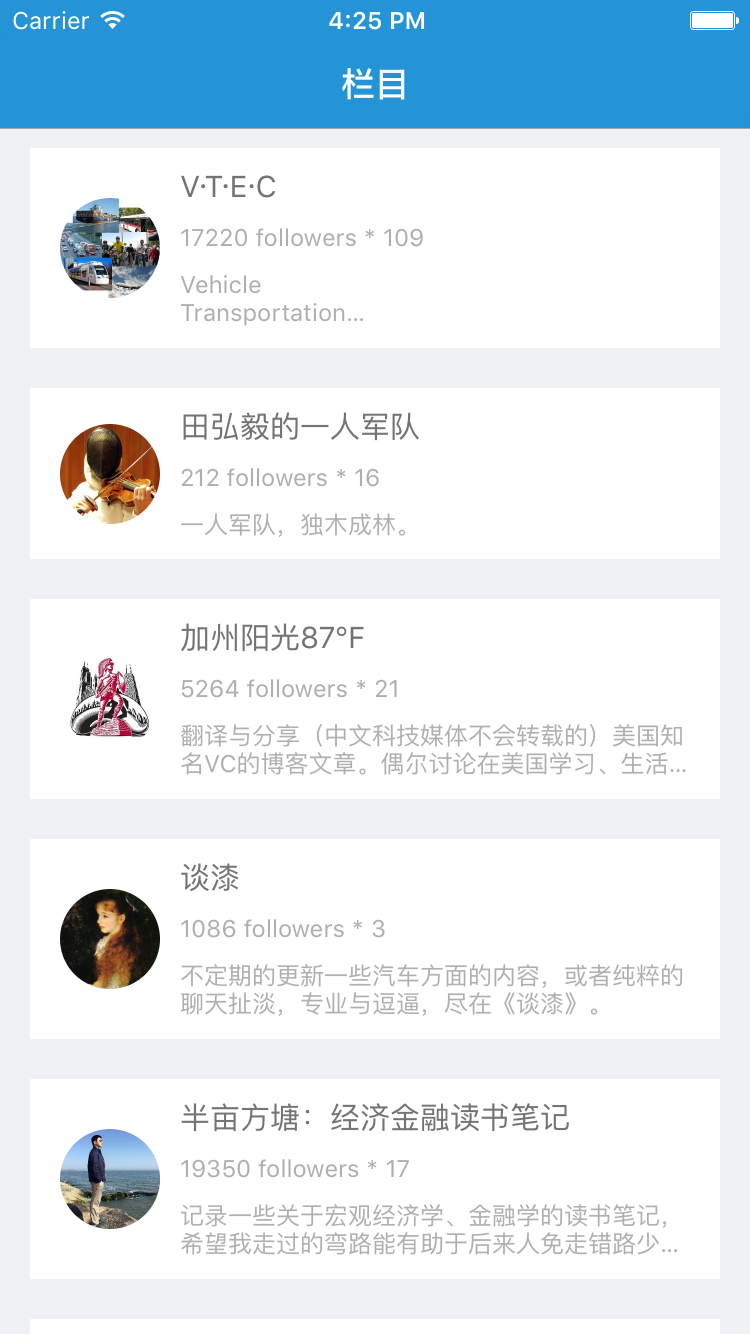 Carrier 4:25 PM
栏目
V·T·E·C
17220 followers * 109
Vehicle
Transportation...
田弘毅的一人军队
212 followers * 16
一人军队，独木成林。
加州阳光87°F
5264 followers * 21
翻译与分享（中文科技媒体不会转载的）美国知
名VC的博客文章。偶尔讨论在美国学习、生活...
谈漆
1086 followers * 3
不定期的更新一些汽车方面的内容，或者纯粹的
聊天扯淡，专业与逗逼，尽在《谈漆》。
半亩方塘：经济金融读书笔记
19350 followers * 17
记录一些关于宏观经济学、金融学的读书笔记，
希望我走过的弯路能有助于后来人免走错路少...